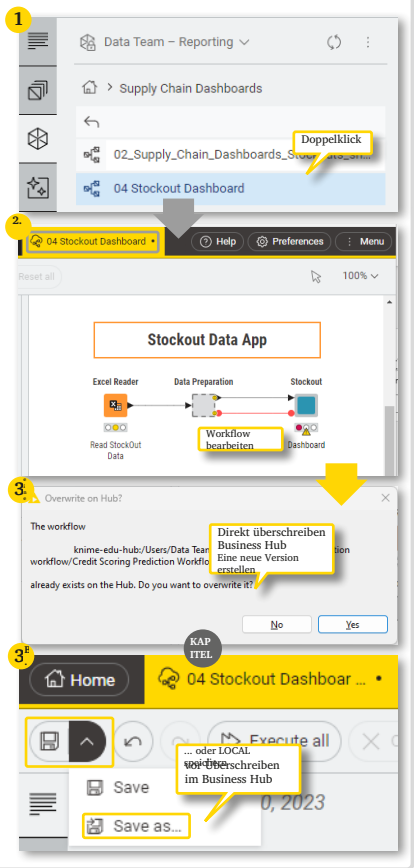 1
Data Team – Reporting
Supply Chain Dashboards
Doppelklick
02_Supply_Chain_Dashboards_
04 Stockout Dashboard
2.
04 Stockout Dashboard •
Help
Preferences
Menu
Reset all
100%
Stockout Data App
Excel Reader
Data Preparation
Stockout
Read StockOut
Data
Workflow
bearbeiten
Dashboard
3
Overwrite on Hub?
The workflow
Direkt überschreiben
Business Hub
Eine neue Version
erstellen
knime-edu-hub:/Users/Data
workflow/Credit Scoring Prediction
already exists on the Hub. Do you want to overwrite it?
No
Yes
KAP
ITEL
3
Home
04 Stockout Dashboar ... •
Execute all
... oder LOCAL
speichern
vor Überschreiben
im Business Hub
Save
0, 2023
Save as...